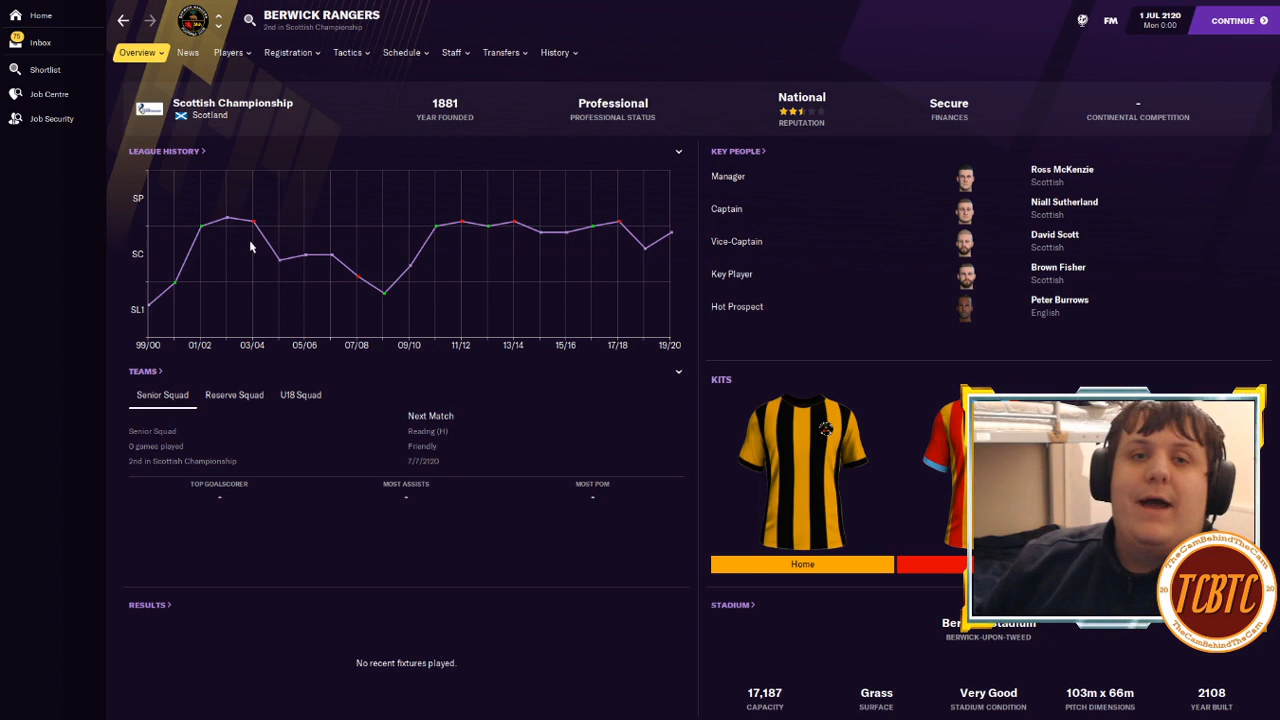 Home
75
Inbox
Shortlist
Job Centre
Job Security
BERWICK RANGERS
2nd in Scottish Championship
FM
1 JUL 2120
Mon 0:00
CONTINUE
Overview
News
Players
Registration
Tactics
Schedule
Staff
Transfers
History
Scottish Championship
Scotland
1881
YEAR FOUNDED
Professional
PROFESSIONAL STATUS
National
REPUTATION
Secure
FINANCES
-
CONTINENTAL COMPETITION
LEAGUE HISTORY >
SP
SC
SL1
99/00 01/02 03/04 05/06 07/08 09/10 11/12 13/14 15/16 17/18 19/20
TEAMS >
Senior Squad Reserve Squad U18 Squad
Next Match
Senior Squad Reading (H)
0 games played Friendly
2nd in Scottish Championship 7/7/2120
TOP GOALSCORER MOST ASSISTS MOST POM
- - -
RESULTS >
No recent fixtures played.
KEY PEOPLE >
Manager
Ross McKenzie
Scottish
Captain
Niall Sutherland
Scottish
Vice-Captain
David Scott
Scottish
Key Player
Brown Fisher
Scottish
Hot Prospect
Peter Burrows
English
KITS
Home
STADIUM >
BERWICK-UPON-TWEED
17,187
CAPACITY
Grass
SURFACE
Very Good
STADIUM CONDITION
103m x 66m
PITCH DIMENSIONS
2108
YEAR BUILT
TheCamBehindTheCam
20 TCBTC 20
TheCamBehindTheCam